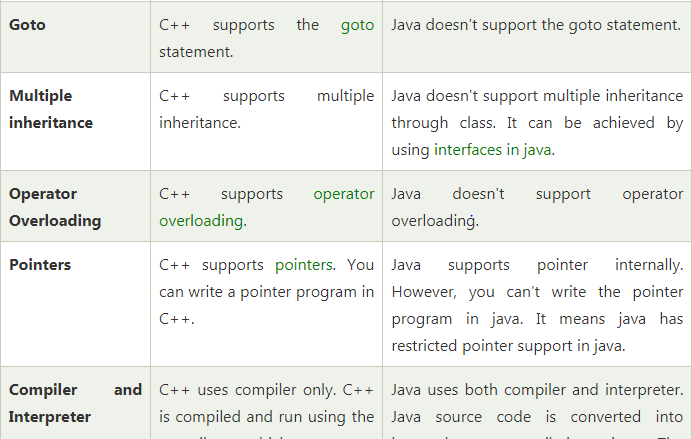 Goto
C++ supports the goto
statement.
Java doesn't support the goto statement.
Multiple
inheritance
C++ supports multiple
inheritance.
Java doesn't support multiple inheritance
through class. It can be achieved by
using interfaces in java.
Operator
Overloading
C++ supports operator
overloading.
Java doesn't support operator
overloading.
Pointers
C++ supports pointers. You
can write a pointer program in
C++.
Java supports pointer internally.
However, you can't write the pointer
program in java. It means java has
restricted pointer support in java.
Compiler and
Interpreter
C++ uses compiler only. C++
is compiled and run using the
Java uses both compiler and interpreter.
Java source code is converted into